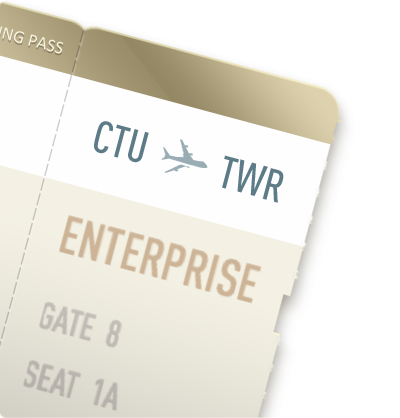 NG PASS
CTU TWR
ENTERPRISE
GATE 8
SEAT 1A